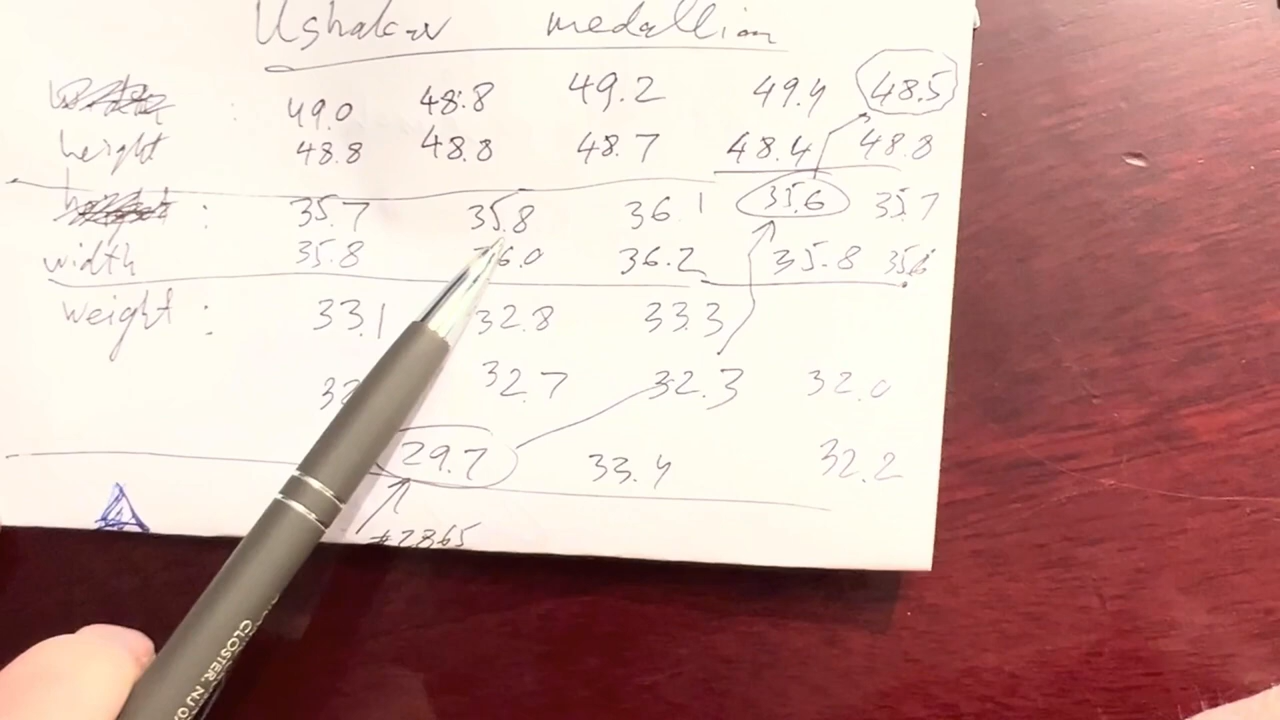 Ushakov medallion
49.0 48.8 49.2 49.4 48.5
height 48.8 48.8 48.7 48.4 48.8
: 35.7 35.8 36.1 35.6 35.7
width 35.8 36.0 36.2 35.8 35.6
weight : 33.1 32.8 33.3
32.7 32.3 32.0
29.7 33.4 32.2
#2865
CLOSTER, NJ